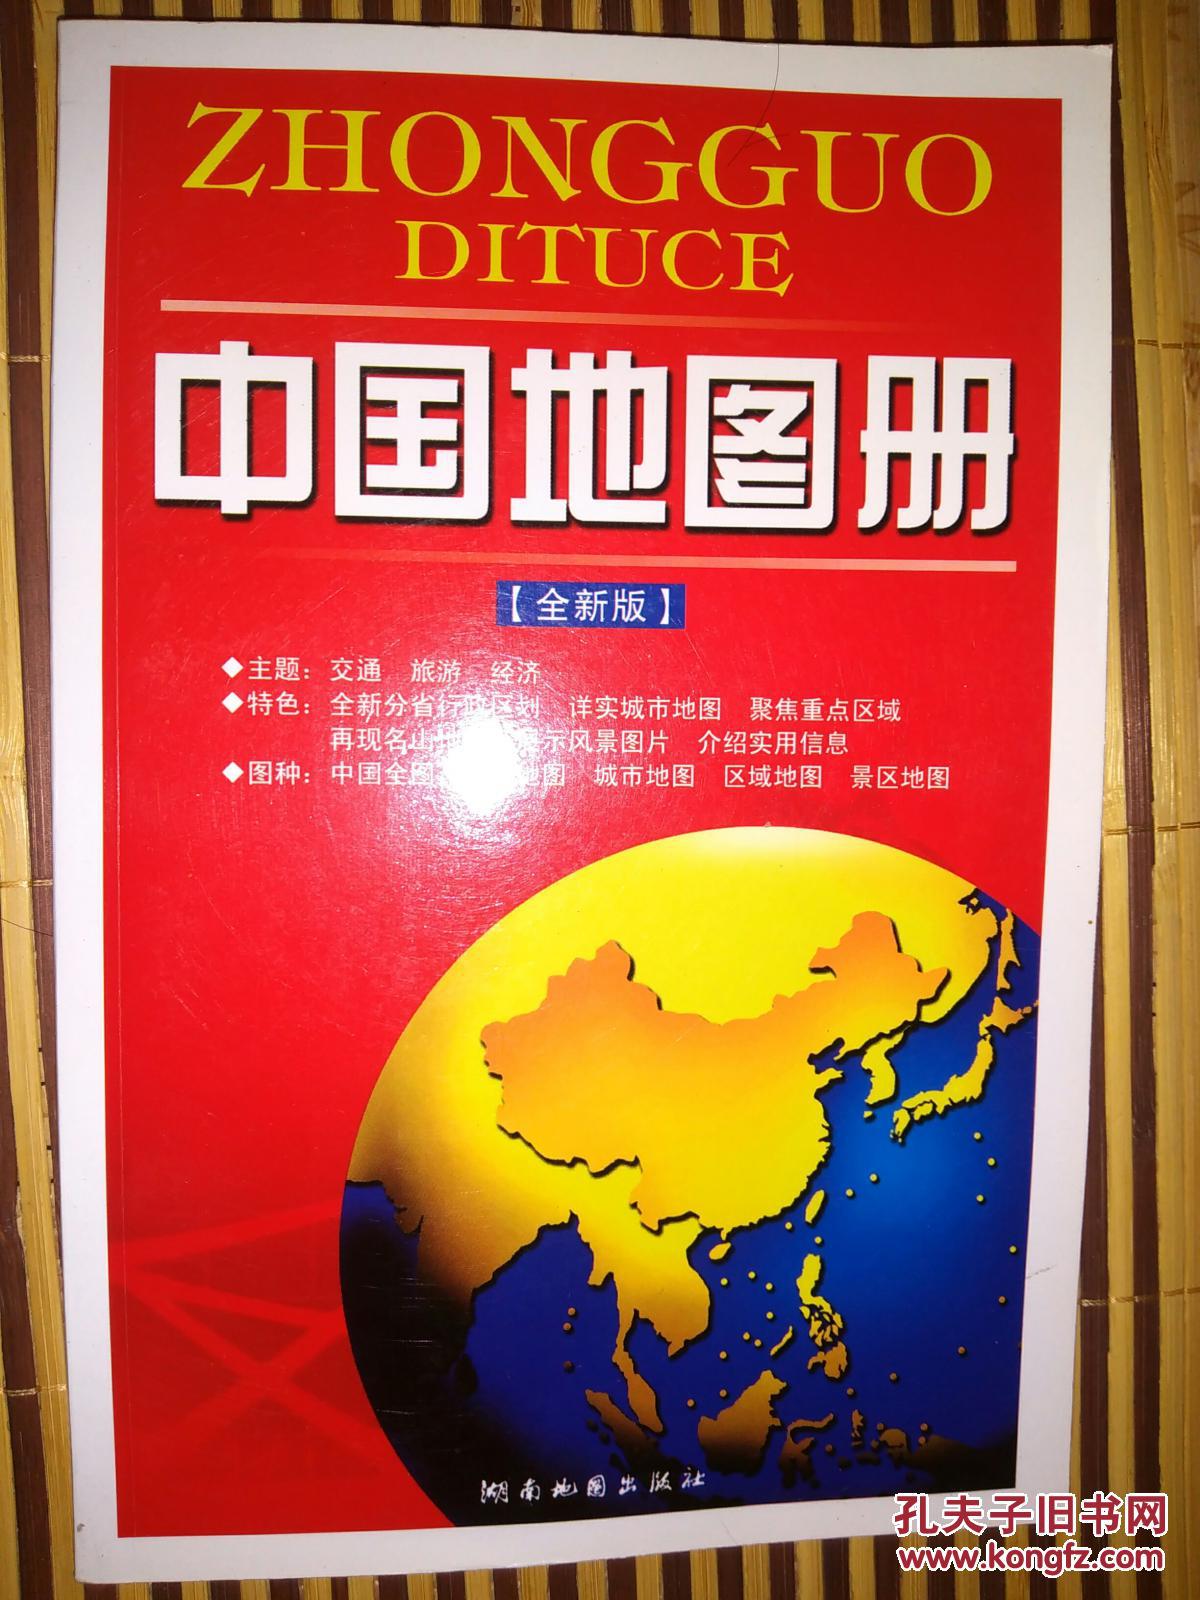 ZHONGGUO
DITUCE
中国地图册
【全新版】
◆主题：交通 旅游 经济
◆特色：全新分省行政区划 详实城市地图 聚焦重点区域
再现名山 示风景图片 介绍实用信息
◆图种：中国全图 地图 城市地图 区域地图 景区地图
湖南地图出版社
孔夫子旧书网
www.kongfz.com